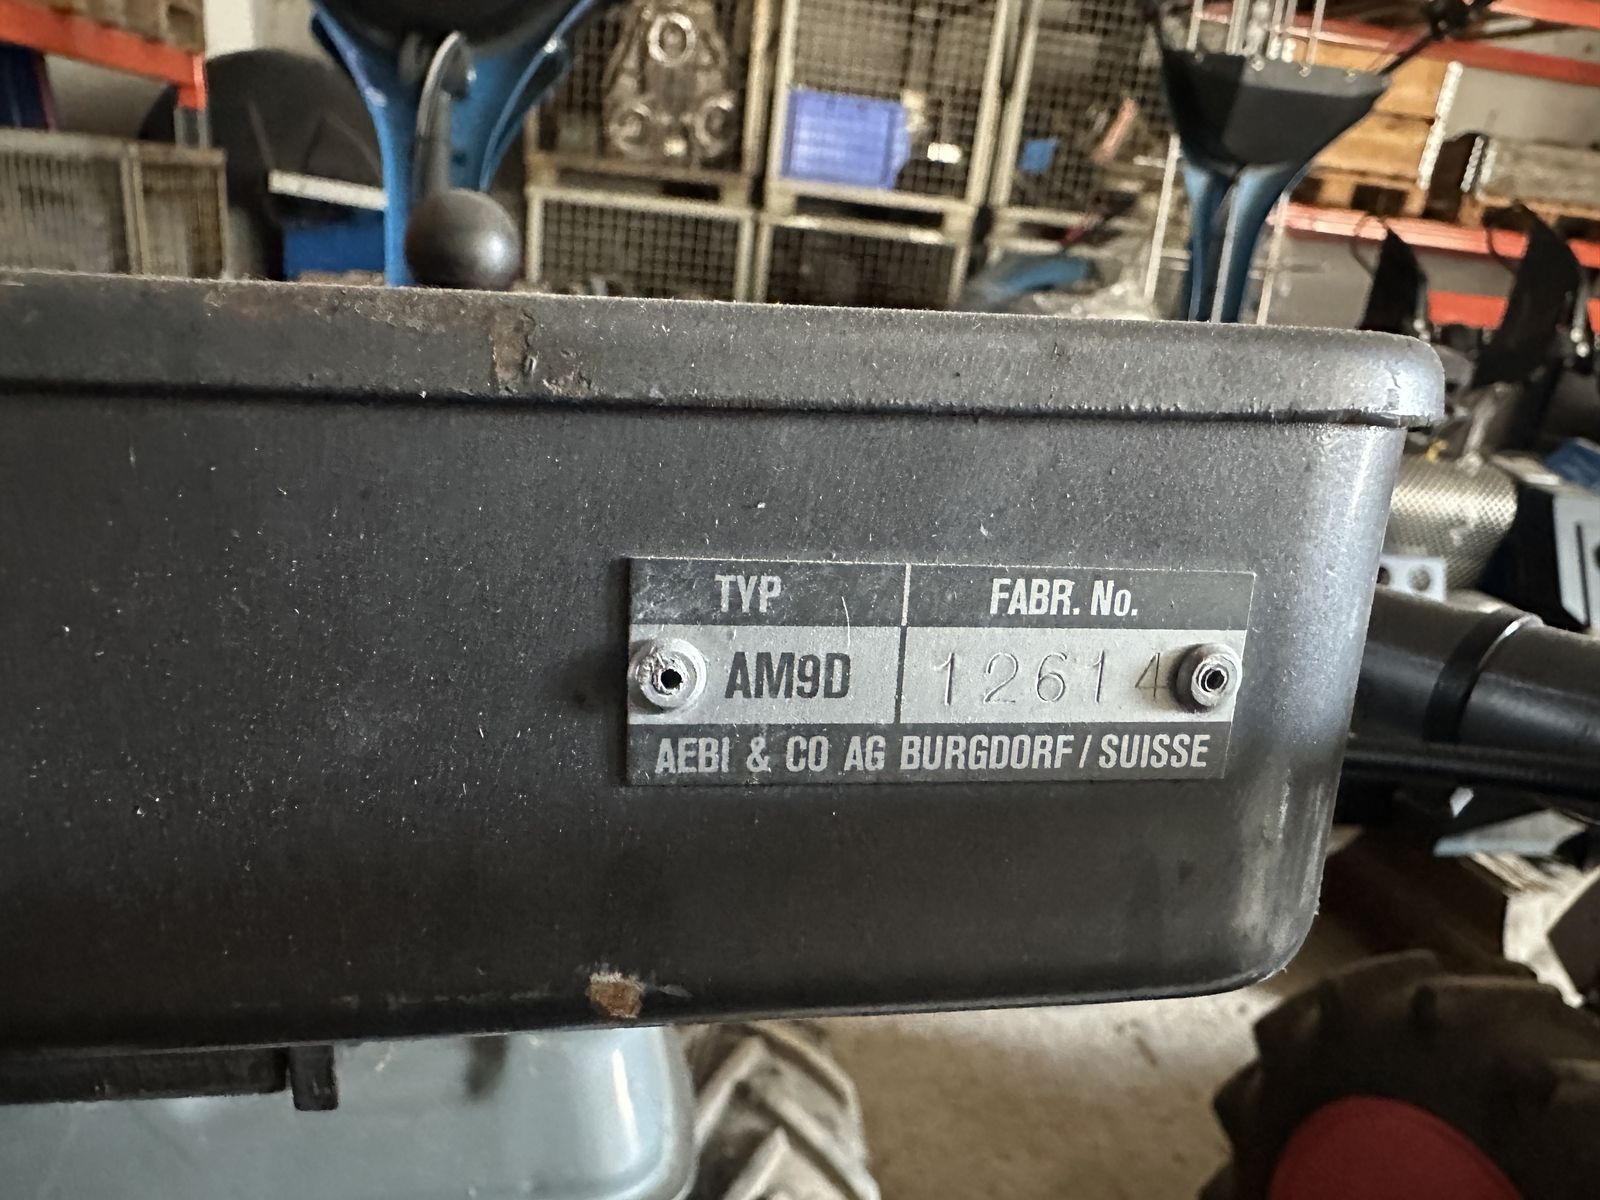 TYP FABR. No.
AM9D 12614
AEBI & CO AG BURGDORF / SUISSE